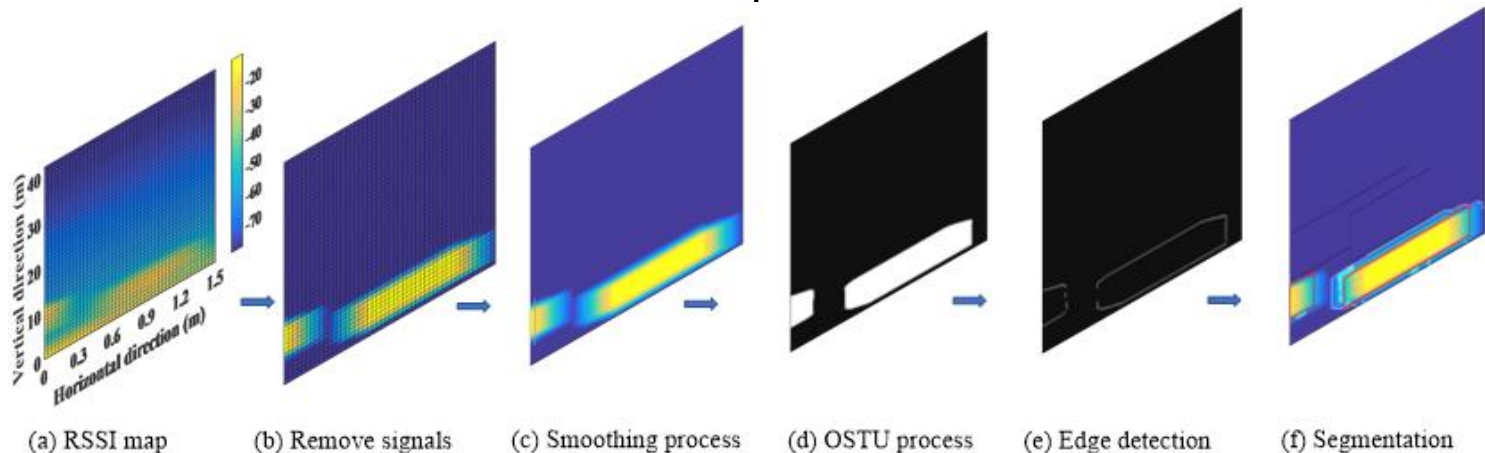 -20
-30
-40
-50
-60
-70
Vertical direction (m)
40
30
20
10
0
0
0.3
0.6
0.9
1.2
1.5
Horizontal direction (m)
(a) RSSI map
(b) Remove signals
(c) Smoothing process
(d) OSTU process
(e) Edge detection
(f) Segmentation